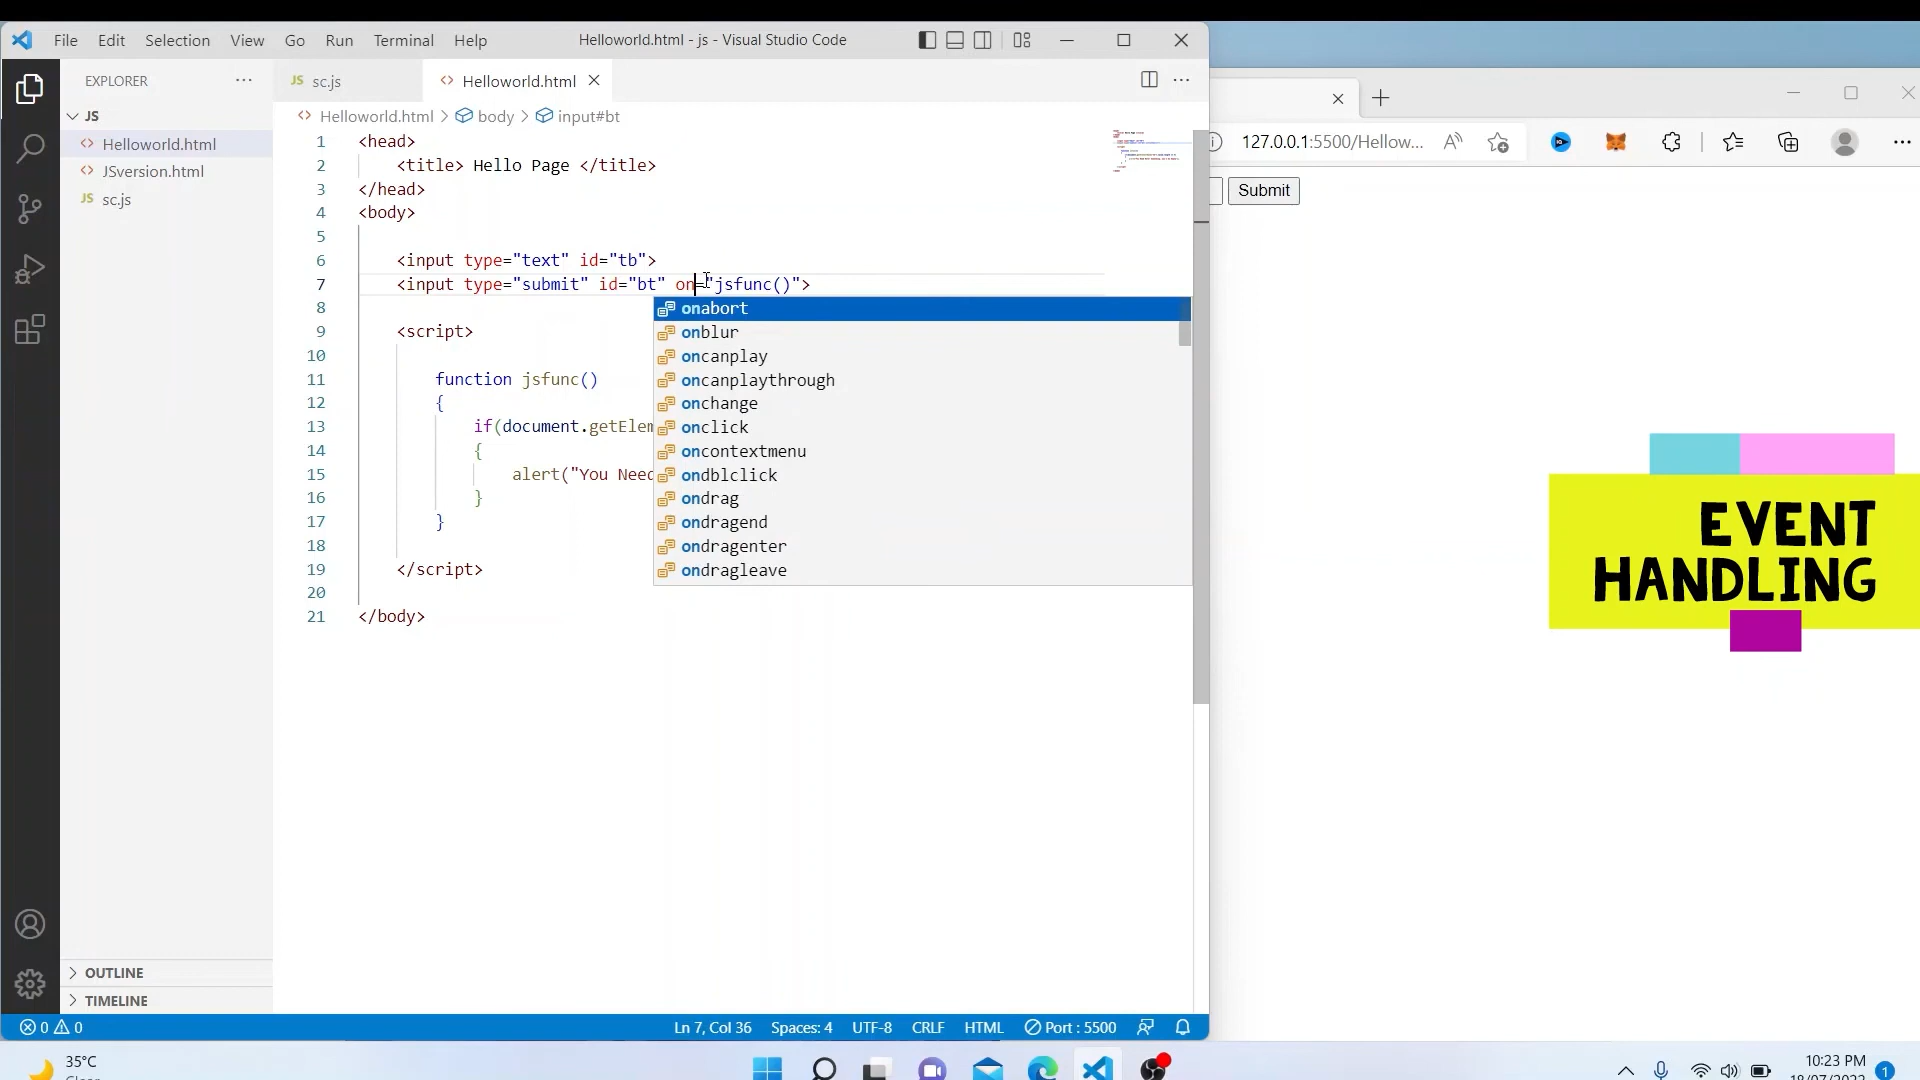 File Edit Selection View Go Run Terminal Help
Helloworld.html - js - Visual Studio Code
EXPLORER
JS
Helloworld.html
JSversion.html
JS sc.js
OUTLINE
TIMELINE
JS sc.js
Helloworld.html
Helloworld.html > body > input#bt
1 <head>
2 <title> Hello Page </title>
3 </head>
4 <body>
5
6 <input type="text" id="tb">
7 <input type="submit" id="bt" on="jsfunc()">
8
9 <script>
10
11 function jsfunc()
12 {
13 if(document.getElem
14 {
15 alert("You Need
16 }
17 }
18
19 </script>
20
21 </body>
onabort
onblur
oncanplay
oncanplaythrough
onchange
onclick
oncontextmenu
ondblclick
ondrag
ondragend
ondragenter
ondragleave
127.0.0.1:5500/Hellow...
Submit
EVENT
HANDLING
0 0
Ln 7, Col 36 Spaces: 4 UTF-8 CRLF HTML Port : 5500
35°C
10:23 PM
1